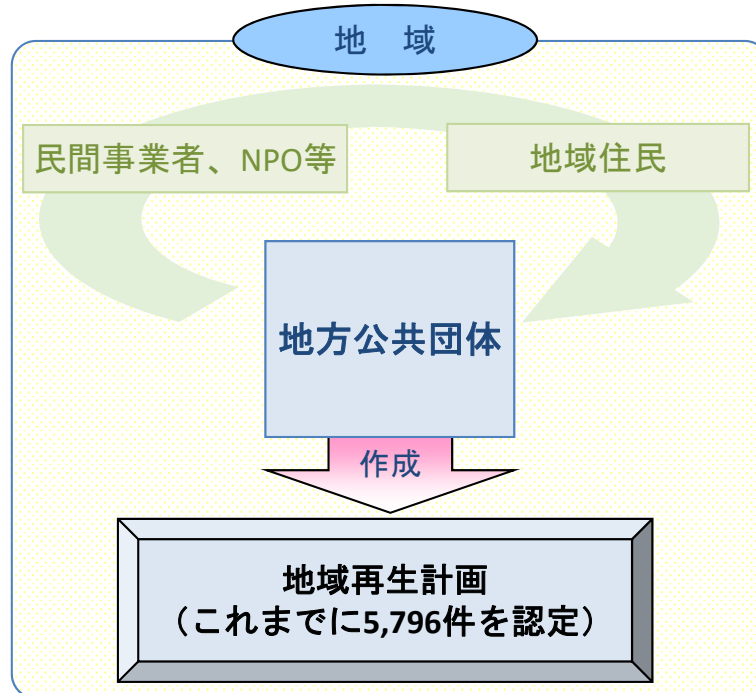 地　域
民間事業者、NPO等
地域住民
地方公共団体
作成
地域再生計画
（これまでに5,796件を認定）